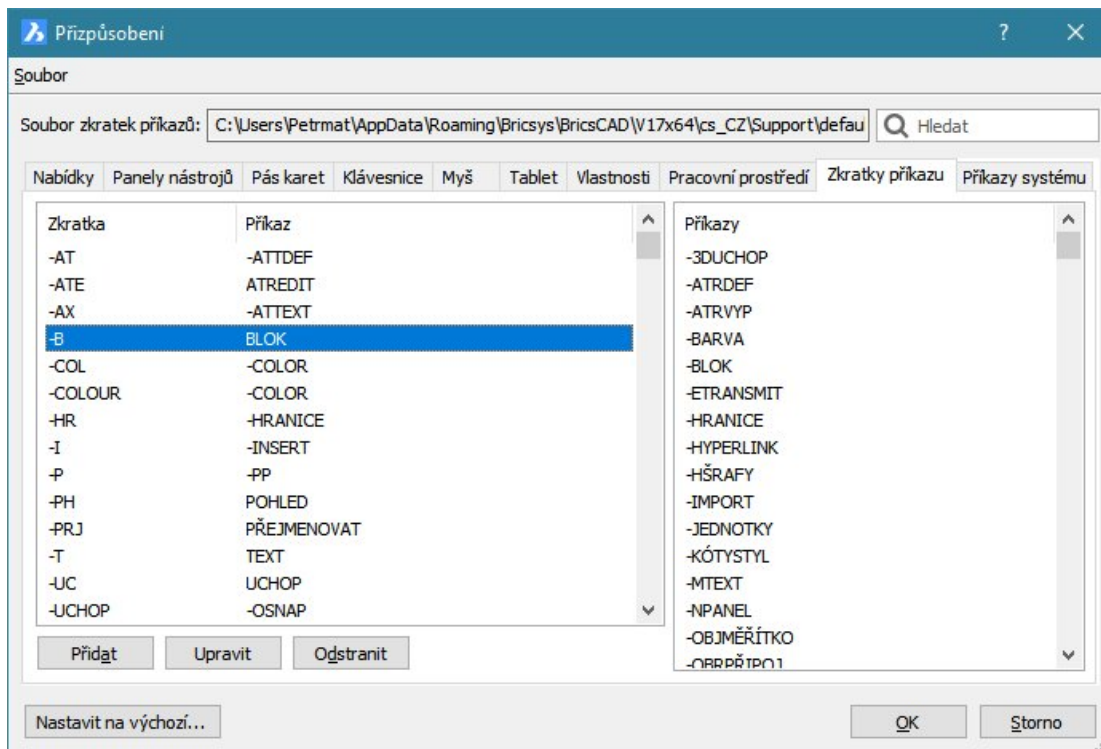 Přizpůsobení ?
Soubor
Soubor zkratek příkazů: C:\Users\Petrmat\AppData\Roaming\Bricsys\BricsCAD\V17x64\cs_CZ\Support\defau Hledat
Nabídky Panely nástrojů Pás karet Klávesnice Myš Tablet Vlastnosti Pracovní prostředí Zkratky příkazu Příkazy systému
Zkratka Příkaz
-AT -ATTDEF
-ATE ATREDIT
-AX -ATTEXT
-B BLOK
-COL -COLOR
-COLOUR -COLOR
-HR -HRANICE
-I -INSERT
-P -PP
-PH POHLED
-PRJ PŘEJMENOVAT
-T TEXT
-UC UCHOP
-UCHOP -OSNAP
Přidat Upravit Odstranit
Příkazy
-3DUCHOP
-ATRDEF
-ATRVYP
-BARVA
-BLOK
-ETRANSMIT
-HRANICE
-HYPERLINK
-HŠRAFY
-IMPORT
-JEDNOTKY
-KÓTYSTYL
-MTEXT
-NPANEL
-OBJMĚŘÍTKO
-OBRPŘIPOJ
Nastavit na výchozí... OK Storno